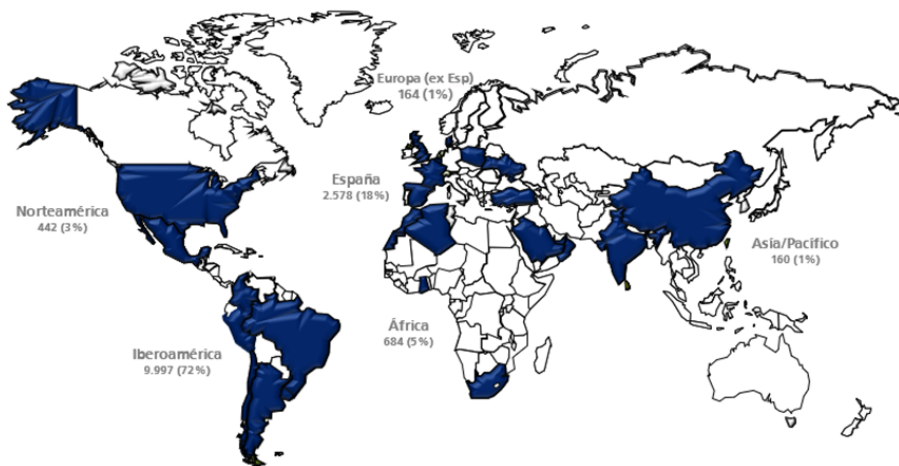 Europa (ex Esp)
164 (1%)
España
2.578 (18%)
Norteamérica
442 (3%)
Asia/Pacífico
160 (1%)
África
684 (5%)
Iberoamérica
9.997 (72%)